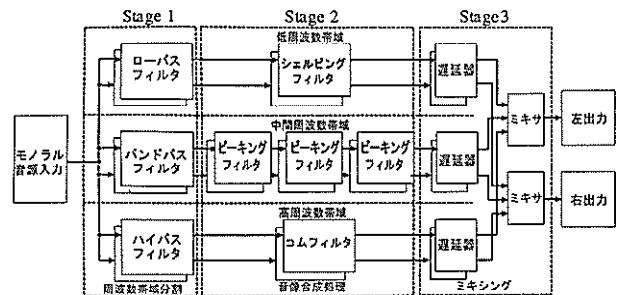 Stage 1
Stage 2
Stage3
低周波数帯域
ローパス
フィルタ
シェルビング
フィルタ
遅延器
中間周波数帯域
モノラル
音源入力
バンドパス
フィルタ
ピーキング
フィルタ
ピーキング
フィルタ
ピーキング
フィルタ
遅延器
ミキサ
左出力
ミキサ
右出力
高周波数帯域
ハイパス
フィルタ
コムフィルタ
遅延器
周波数帯域分割
音像合成処理
ミキシング